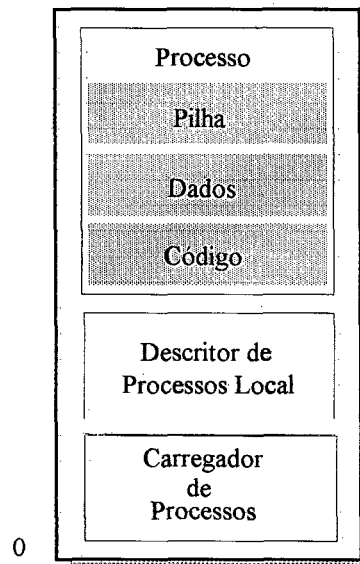 Processo
Pilha
Dados
Código
Descritor de
Processos Local
Carregador
de
Processos
0